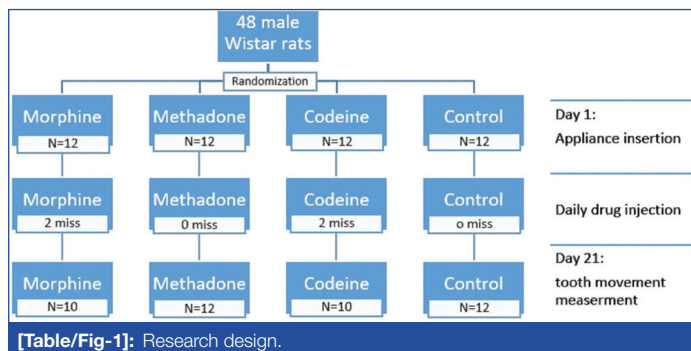 48 male
Wistar rats
Randomization
Morphine
N=12
Methadone
N=12
Codeine
N=12
Control
N=12
Day 1:
Appliance insertion
Morphine
2 miss
Methadone
0 miss
Codeine
2 miss
Control
o miss
Daily drug injection
Morphine
N=10
Methadone
N=12
Codeine
N=10
Control
N=12
Day 21:
tooth movement
measerment
[Table/Fig-1]: Research design.